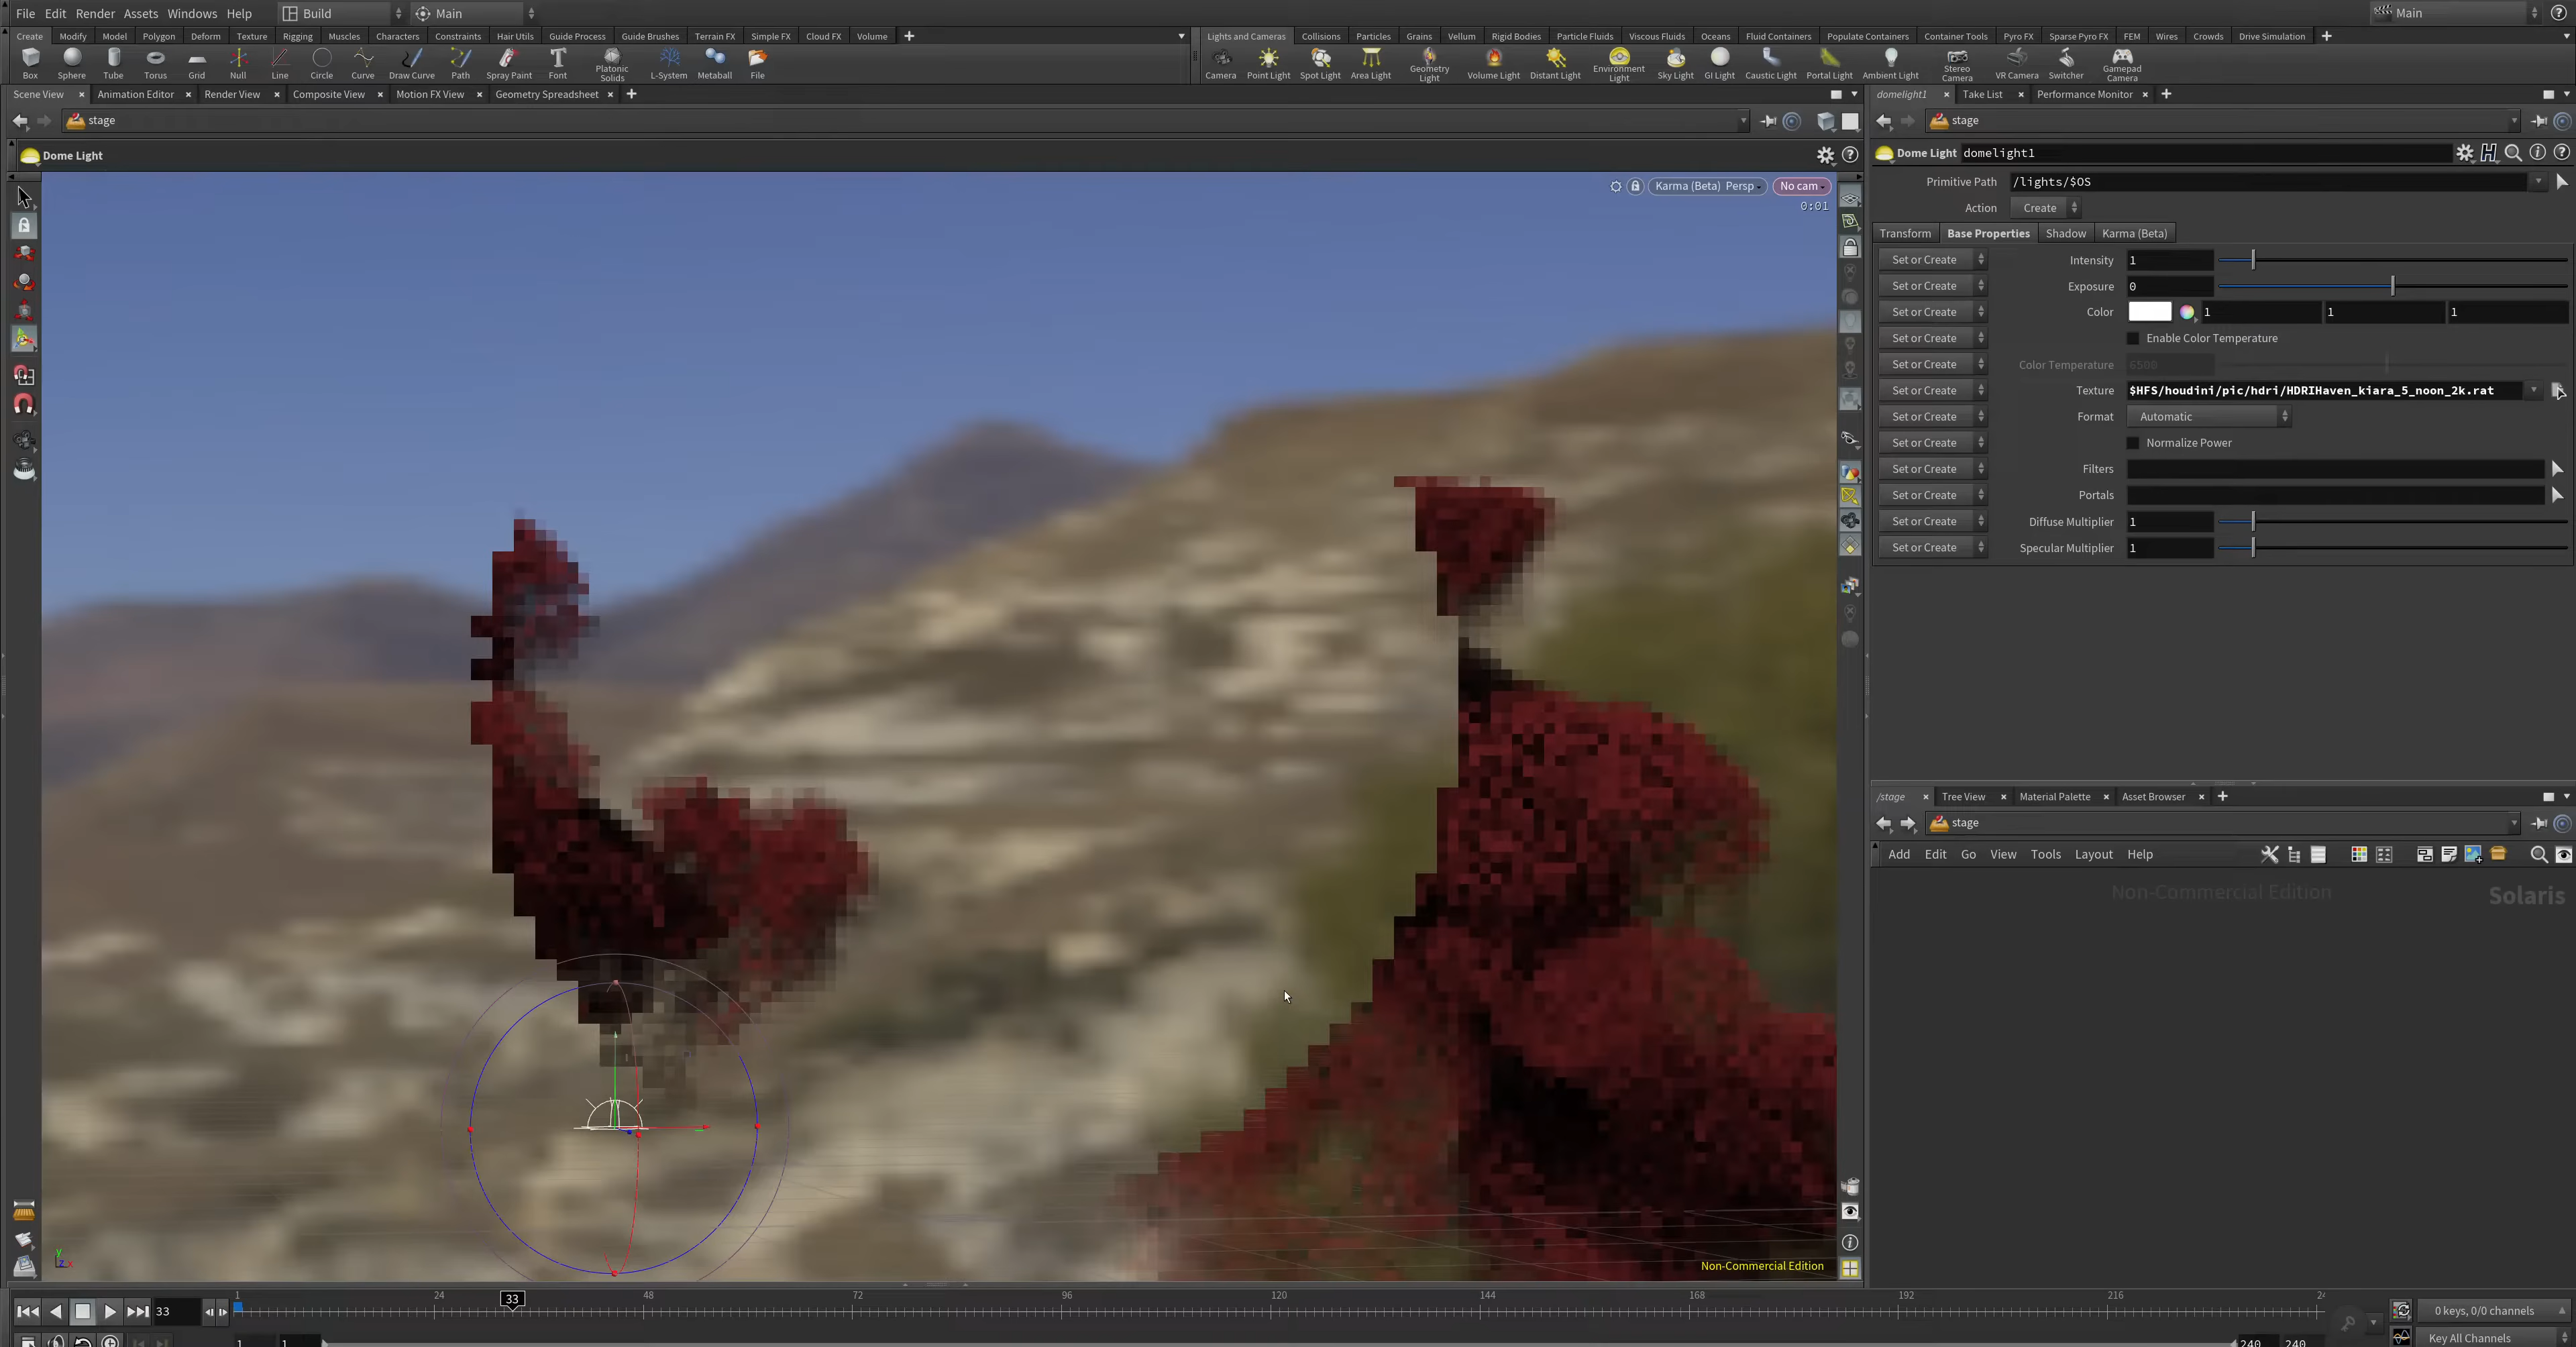 File Edit Render Assets Windows Help Build Main Main
Create Modify Model Polygon Deform Texture Rigging Muscles Characters Constraints Hair Utils Guide Process Guide Brushes Terrain FX Simple FX Cloud FX Volume
Lights and Cameras Collisions Particles Grains Vellum Rigid Bodies Particle Fluids Viscous Fluids Oceans Fluid Containers Populate Containers Container Tools Pyro FX Sparse Pyro FX FEM Wires Crowds Drive Simulation
Box Sphere Tube Torus Grid Null Line Circle Curve Draw Curve Path Spray Paint Font Platonic Solids L-System Metaball File
Camera Point Light Spot Light Area Light Geometry Light Volume Light Distant Light Environment Light Sky Light GI Light Caustic Light Portal Light Ambient Light Stereo Camera VR Camera Switcher Gamepad Camera
Scene View Animation Editor Render View Composite View Motion FX View Geometry Spreadsheet
stage
Dome Light
Karma (Beta) Persp No cam
0:01
Non-Commercial Edition
domelight1 Take List Performance Monitor
stage
Dome Light domelight1
Primitive Path /lights/$OS
Action Create
Transform Base Properties Shadow Karma (Beta)
Set or Create Intensity 1
Set or Create Exposure 0
Set or Create Color 1 1 1
Set or Create Enable Color Temperature
Set or Create Color Temperature 6500
Set or Create Texture $HFS/houdini/pic/hdri/HDRIHaven_kiara_5_noon_2k.rat
Set or Create Format Automatic
Set or Create Normalize Power
Set or Create Filters
Set or Create Portals
Set or Create Diffuse Multiplier 1
Set or Create Specular Multiplier 1
/stage Tree View Material Palette Asset Browser
stage
Add Edit Go View Tools Layout Help
Non-Commercial Edition Solaris
33 1 24 33 48 72 96 120 144 168 192 216
0 keys, 0/0 channels
1 1 240 240 Key All Channels